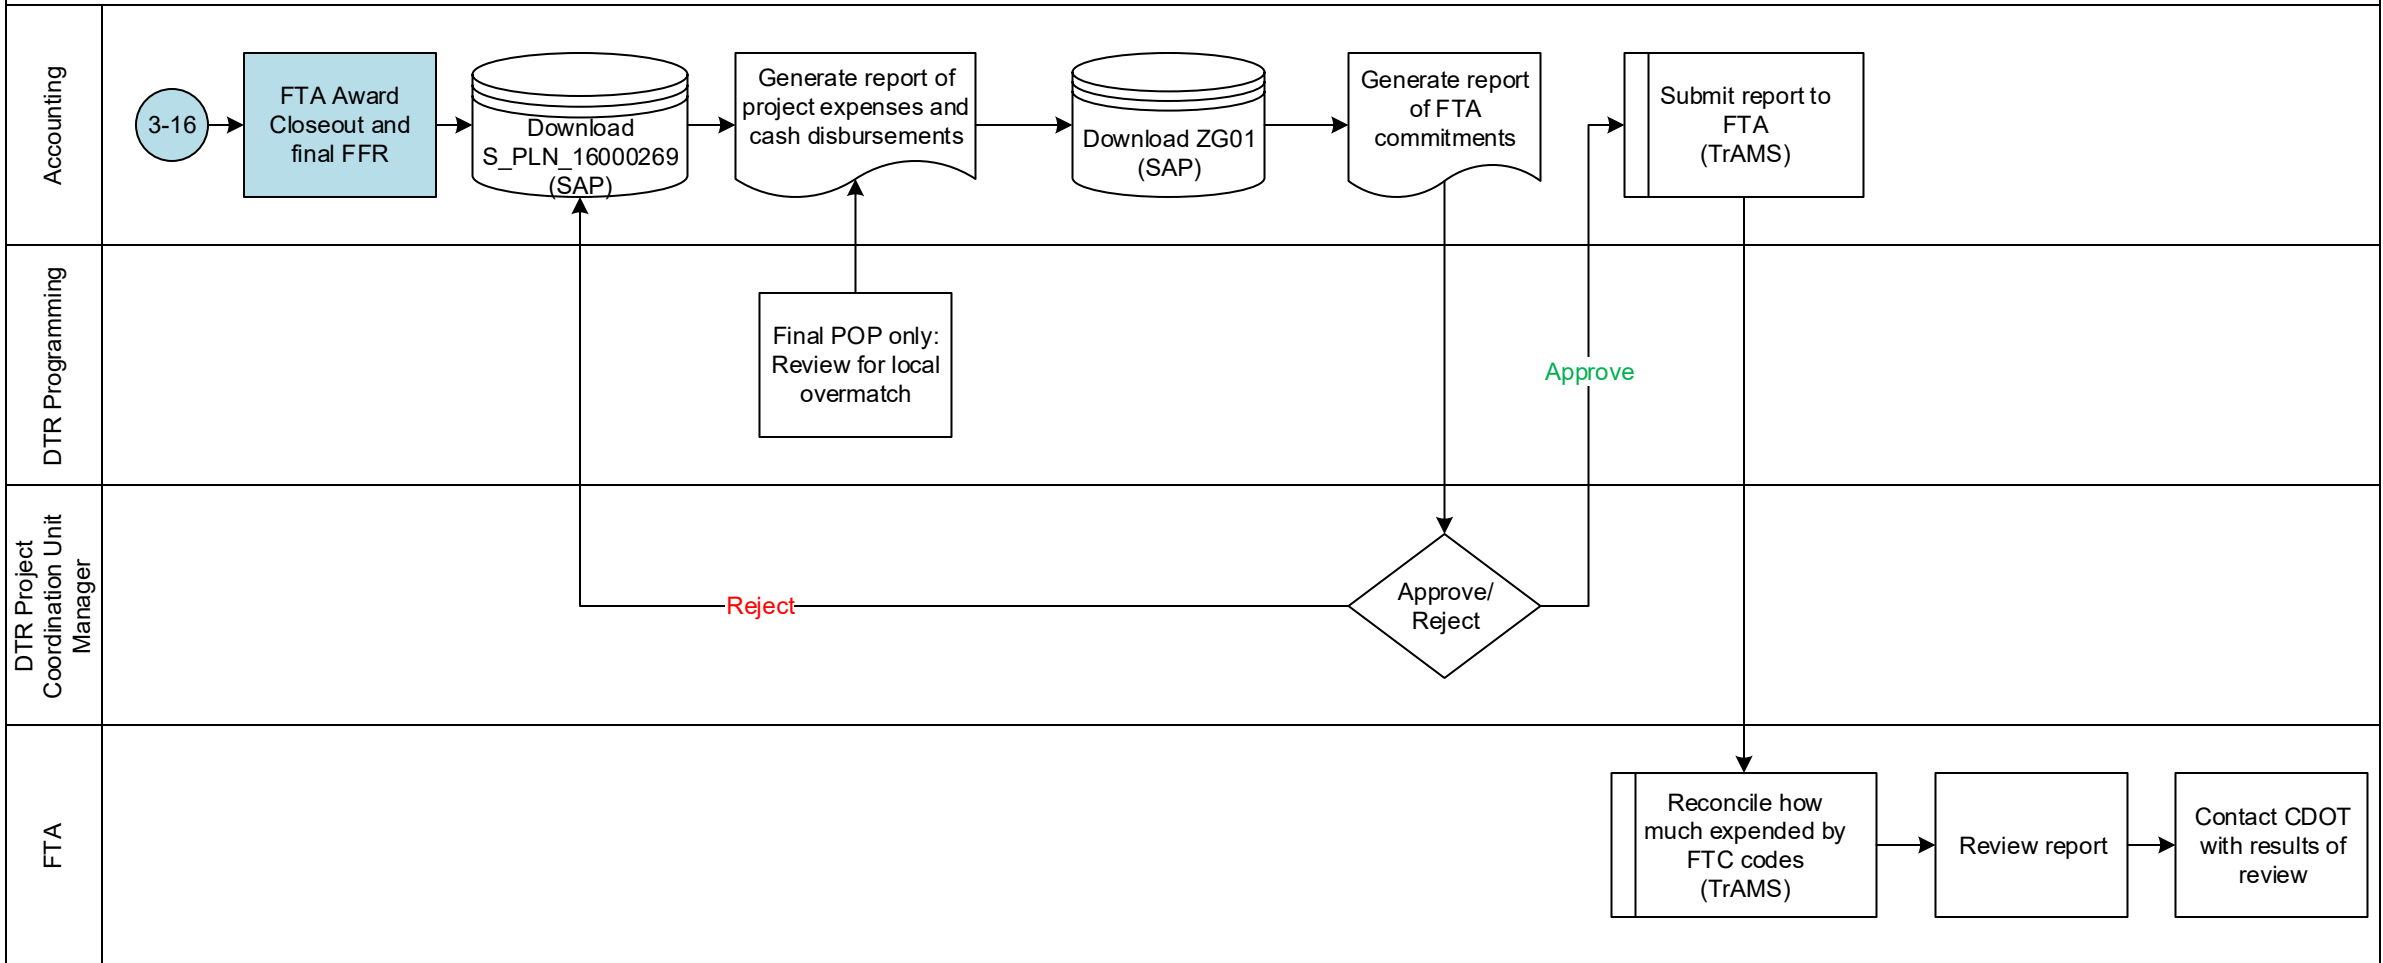 Accounting
3-16
FTA Award
Closeout and
final FFR
Download
S_PLN_16000269
(SAP)
Generate report of
project expenses and
cash disbursements
Download ZG01
(SAP)
Generate report
of FTA
commitments
Submit report to
FTA
(TrAMS)
DTR Programming
Final POP only:
Review for local
overmatch
Approve
DTR Project
Coordination Unit
Manager
Reject
Approve/
Reject
FTA
Reconcile how
much expended by
FTC codes
(TrAMS)
Review report
Contact CDOT
with results of
review